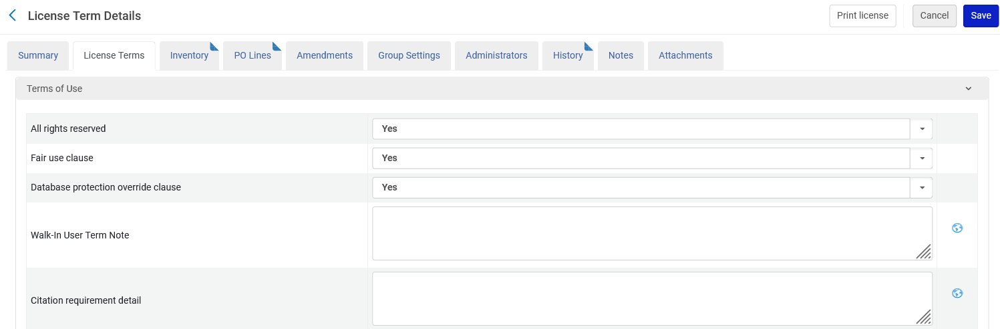 License Term Details
Print license
Cancel
Save
Summary
License Terms
Inventory
PO Lines
Amendments
Group Settings
Administrators
History
Notes
Attachments
Terms of Use
All rights reserved
Yes
Fair use clause
Yes
Database protection override clause
Yes
Walk-In User Term Note
Citation requirement detail